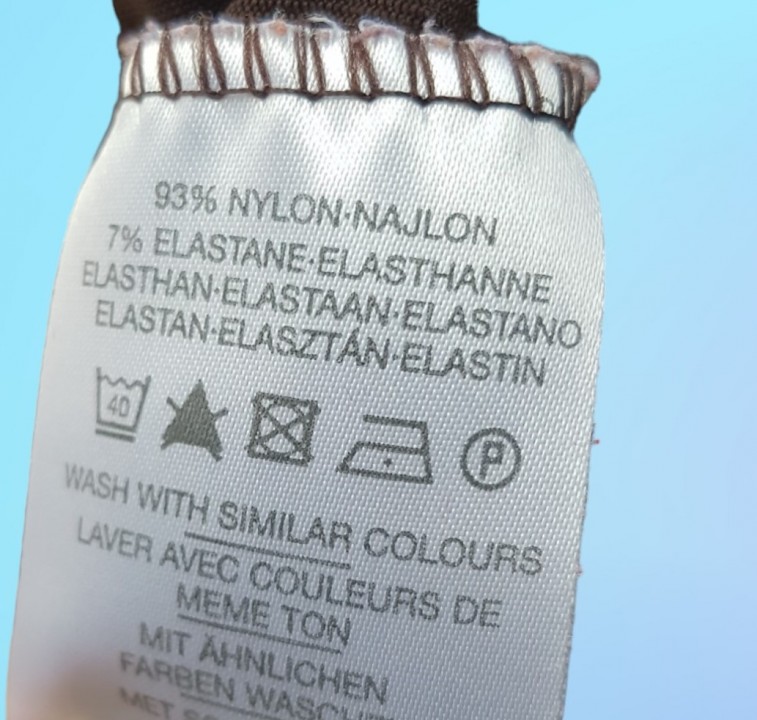 93% NYLON·NAJLON
7% ELASTANE·ELASTHANNE
ELASTHAN·ELASTAAN·ELASTANO
ELASTAN·ELASZTÁN·ELASTIN
40 P
WASH WITH SIMILAR COLOURS
LAVER AVEC COULEURS DE
MEME TON
MIT ÄHNLICHEN
FARBEN
MET